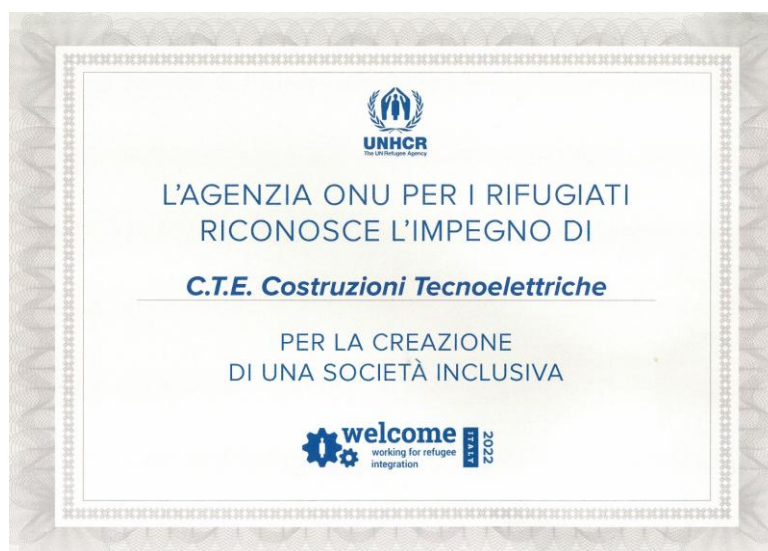 UNHCR
The UN Refugee Agency
L'AGENZIA ONU PER I RIFUGIATI
RICONOSCE L'IMPEGNO DI
C.T.E. Costruzioni Tecnoelettriche
PER LA CREAZIONE
DI UNA SOCIETÀ INCLUSIVA
welcome
working for refugee
integration
ITALY
2022